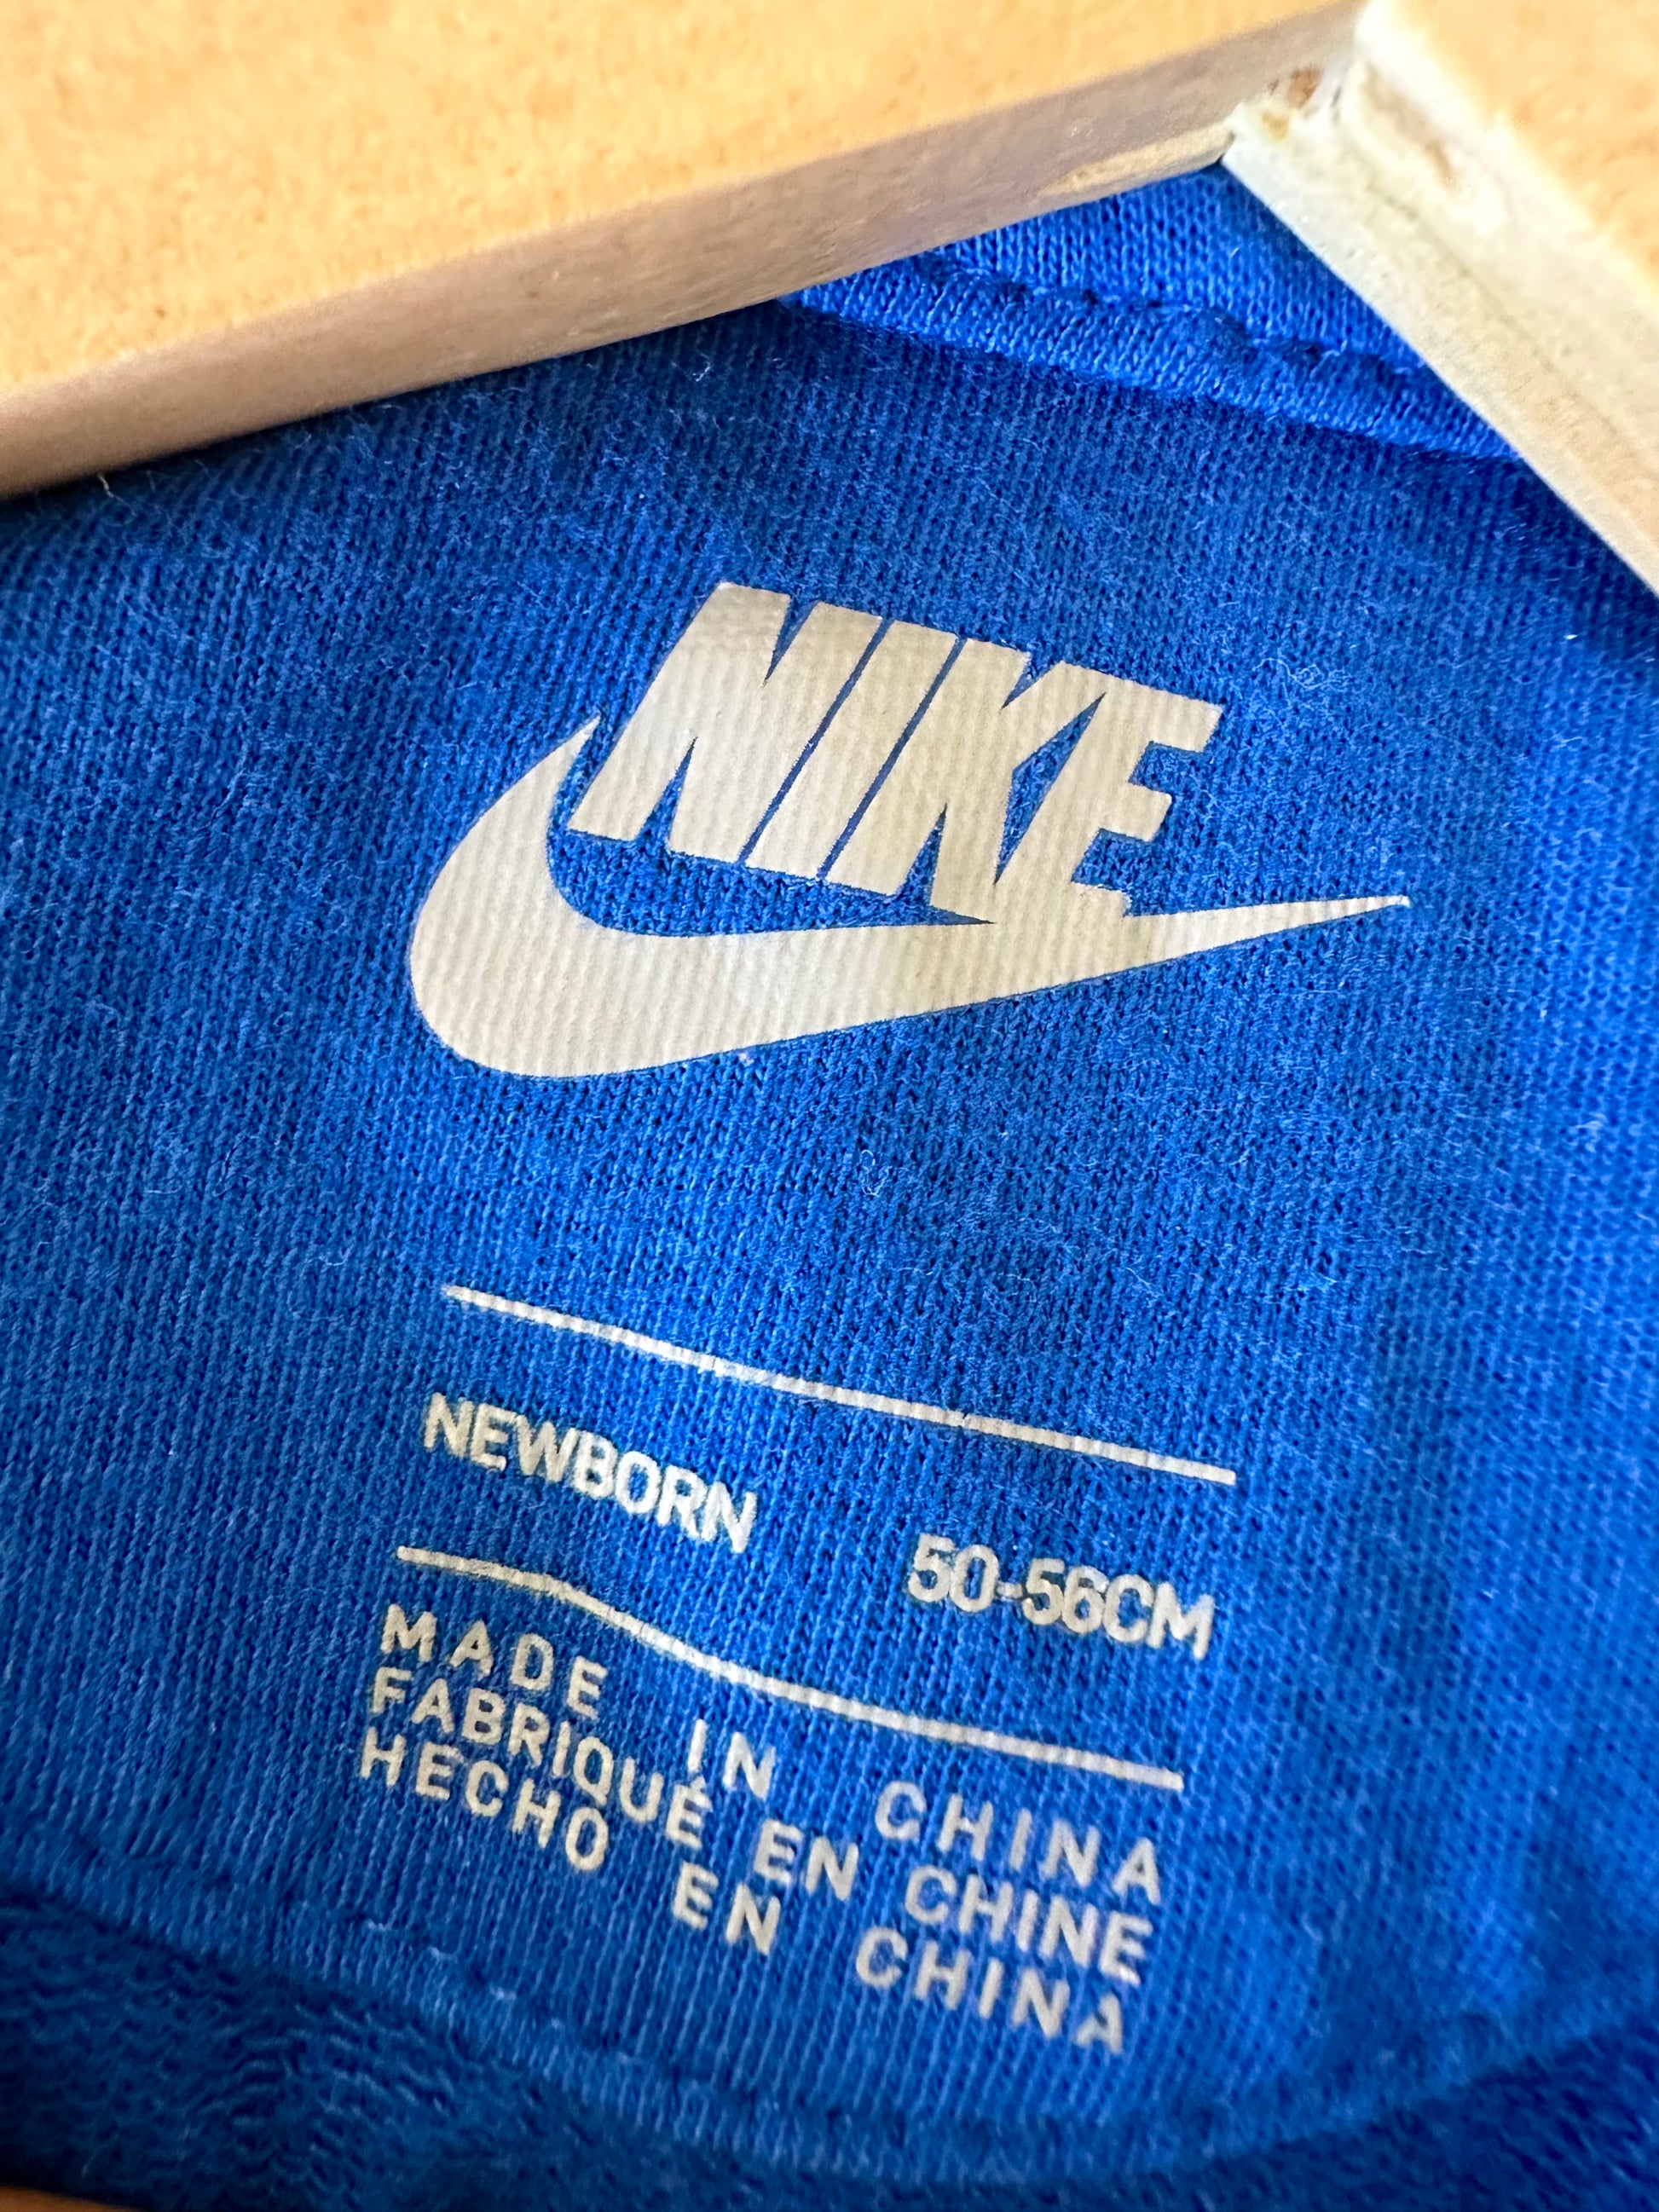 NIKE
NEWBORN 50-56CM
MADE IN CHINA
FABRIQUÉ EN CHINE
HECHO EN CHINA